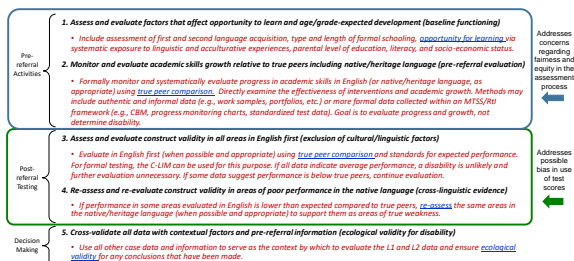 Pre-
referral
Activities
1. Assess and evaluate factors that affect opportunity to learn and age/grade-expected development (baseline functioning)
• Include assessment of first and second language acquisition, type and length of formal schooling, opportunity for learning via
systematic exposure to linguistic and acculturative experiences, parental level of education, literacy, and socio-economic status.
2. Monitor and evaluate academic skills growth relative to true peers including native/heritage language (pre-referral evaluation)
• Formally monitor and systematically evaluate progress in academic skills in English (or native/heritage language, as
appropriate) using true peer comparison. Directly examine the effectiveness of interventions and academic growth. Methods may
include authentic and informal data (e.g., work samples, portfolios, etc.) or more formal data collected within an MTSS/RtI
framework (e.g., CBM, progress monitoring charts, standardized test data). Goal is to evaluate progress and growth, not
determine disability.
Addresses
concerns
regarding
fairness and
equity in the
assessment
process
Post-
referral
Testing
3. Assess and evaluate construct validity in all areas in English first (exclusion of cultural/linguistic factors)
• Evaluate in English first (when possible and appropriate) using true peer comparison and standards for expected performance.
For formal testing, the C-LIM can be used for this purpose. If all data indicate average performance, a disability is unlikely and
further evaluation unnecessary. If some data suggest performance is below true peers, continue evaluation.
4. Re-assess and re-evaluate construct validity in areas of poor performance in the native language (cross-linguistic evidence)
• If performance in some areas evaluated in English is lower than expected compared to true peers, re-assess the same areas in
the native/heritage language (when possible and appropriate) to support them as areas of true weakness.
Addresses
possible
bias in use
of test
scores
Decision
Making
5. Cross-validate all data with contextual factors and pre-referral information (ecological validity for disability)
• Use all other case data and information to serve as the context by which to evaluate the L1 and L2 data and ensure ecological
validity for any conclusions that have been made.